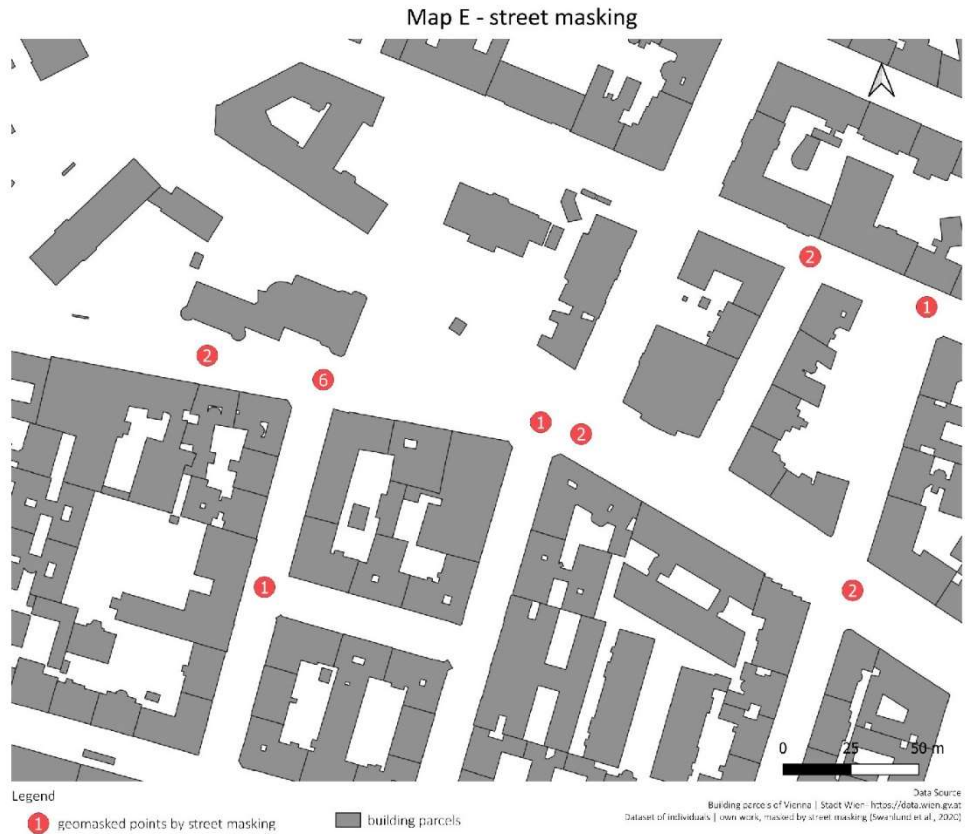 Map E - street masking
2
1
2
6
1
2
1
2
0 25 50 m
Legend
1 geomasked points by street masking
building parcels
Data Source
Building parcels of Vienna | Stadt Wien- https://data.wien.gv.at
Dataset of individuals | own work, masked by street masking (Swanlund et al., 2020)